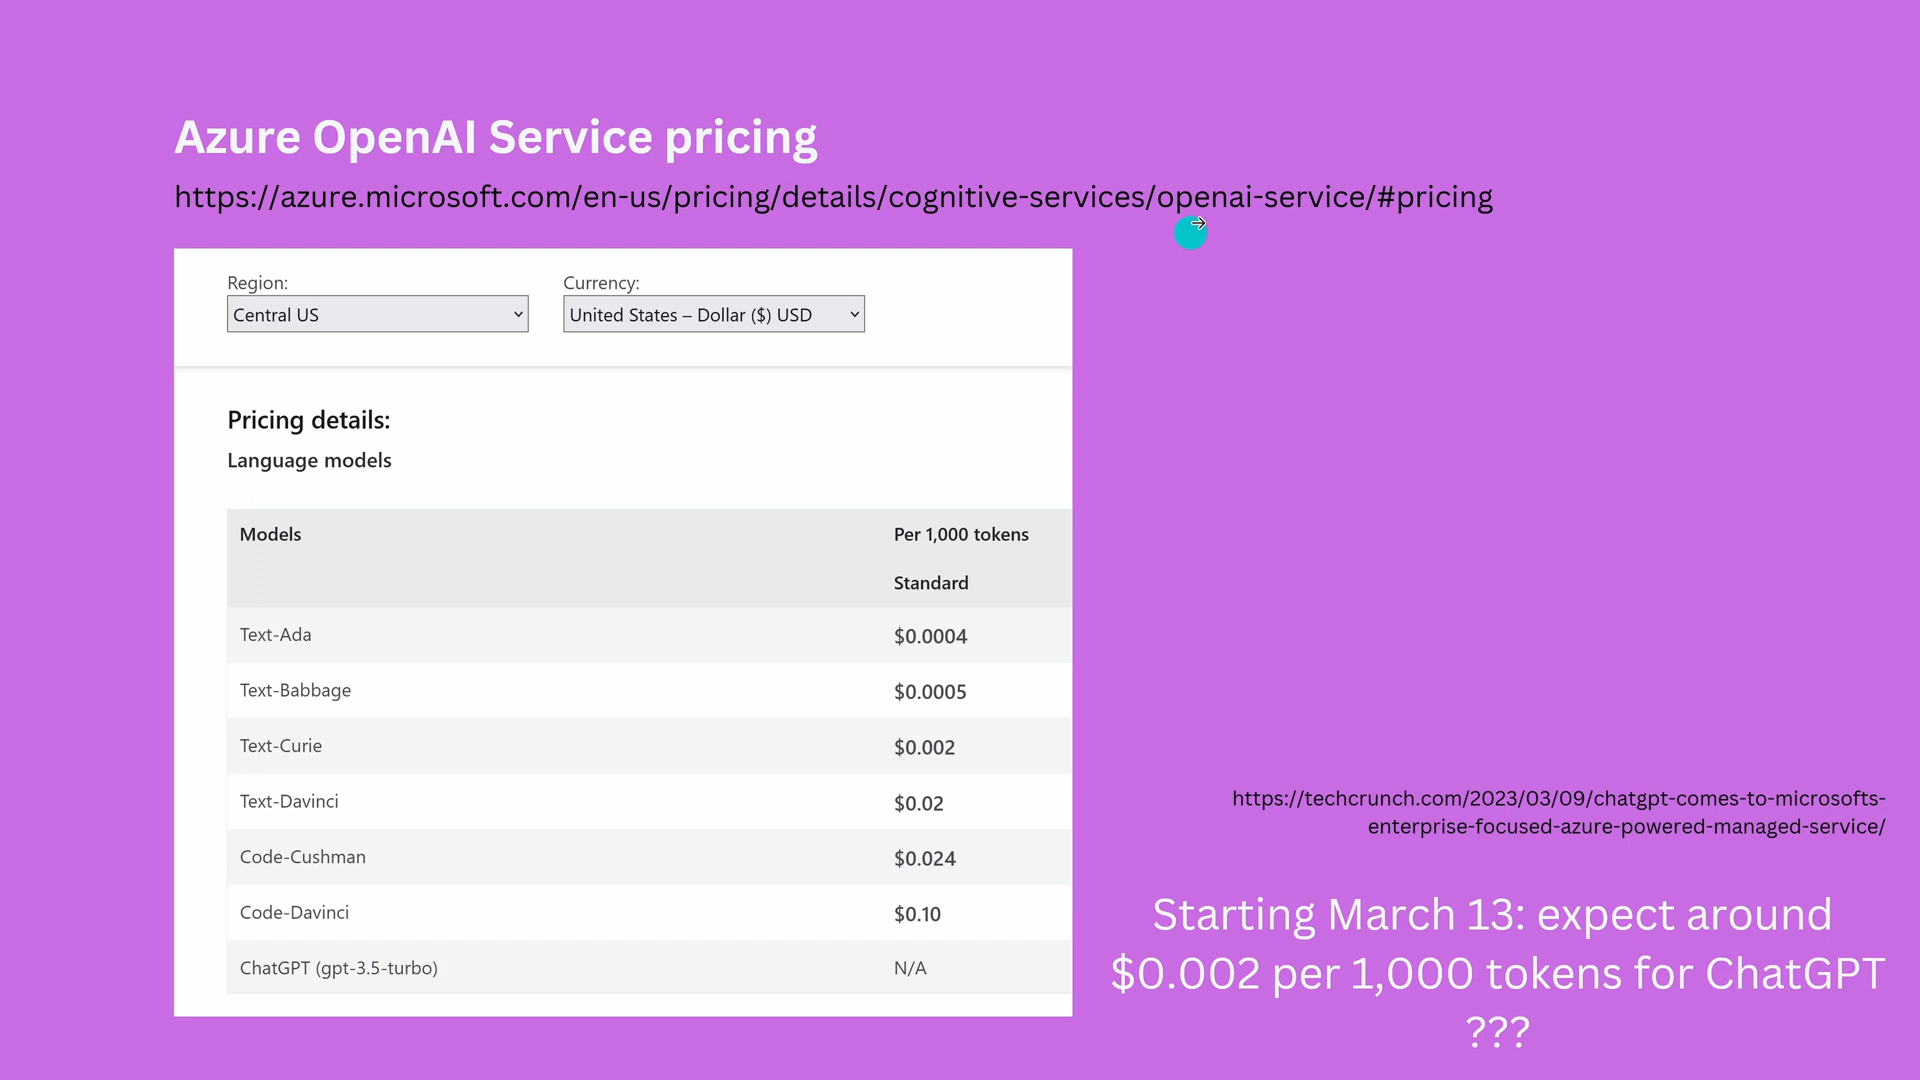 Azure OpenAI Service pricing
https://azure.microsoft.com/en-us/pricing/details/cognitive-services/openai-service/#pricing
Region: Currency:
Central US United States – Dollar ($) USD
Pricing details:
Language models
Models Per 1,000 tokens
Standard
Text-Ada $0.0004
Text-Babbage $0.0005
Text-Curie $0.002
Text-Davinci $0.02
Code-Cushman $0.024
Code-Davinci $0.10
ChatGPT (gpt-3.5-turbo) N/A
https://techcrunch.com/2023/03/09/chatgpt-comes-to-microsofts-
enterprise-focused-azure-powered-managed-service/
Starting March 13: expect around
$0.002 per 1,000 tokens for ChatGPT
???